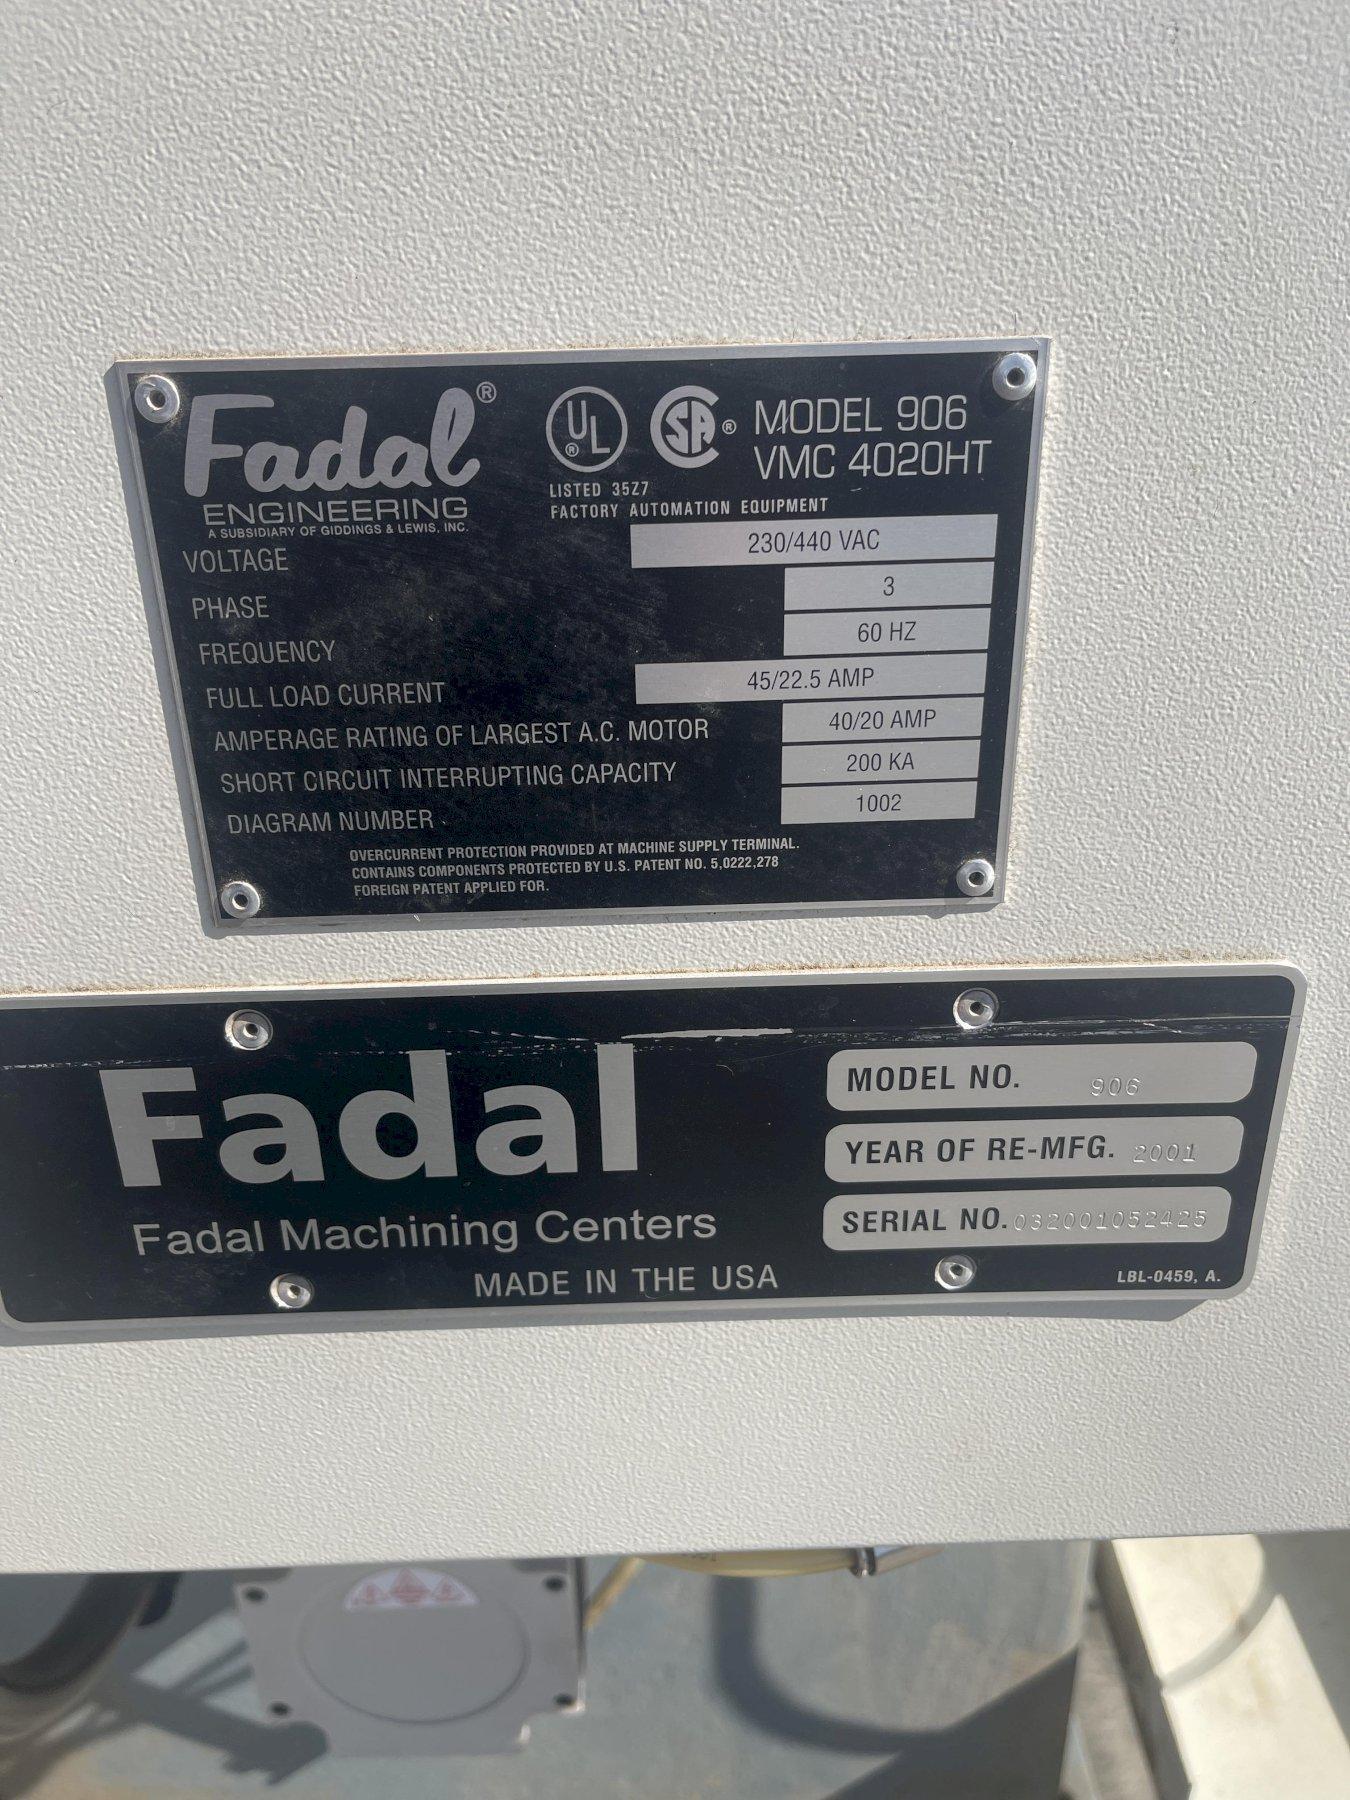 Fadal®
ENGINEERING
A SUBSIDIARY OF GIDDINGS & LEWIS, INC.
UL ®
SA ®
LISTED 35Z7
FACTORY AUTOMATION EQUIPMENT
MODEL 906
VMC 4020HT
VOLTAGE 230/440 VAC
PHASE 3
FREQUENCY 60 HZ
FULL LOAD CURRENT 45/22.5 AMP
AMPERAGE RATING OF LARGEST A.C. MOTOR 40/20 AMP
SHORT CIRCUIT INTERRUPTING CAPACITY 200 KA
DIAGRAM NUMBER 1002
OVERCURRENT PROTECTION PROVIDED AT MACHINE SUPPLY TERMINAL.
CONTAINS COMPONENTS PROTECTED BY U.S. PATENT NO. 5,0222,278
FOREIGN PATENT APPLIED FOR.
Fadal
Fadal Machining Centers
MADE IN THE USA
MODEL NO. 906
YEAR OF RE-MFG. 2001
SERIAL NO. 032001052425
LBL-0459, A.